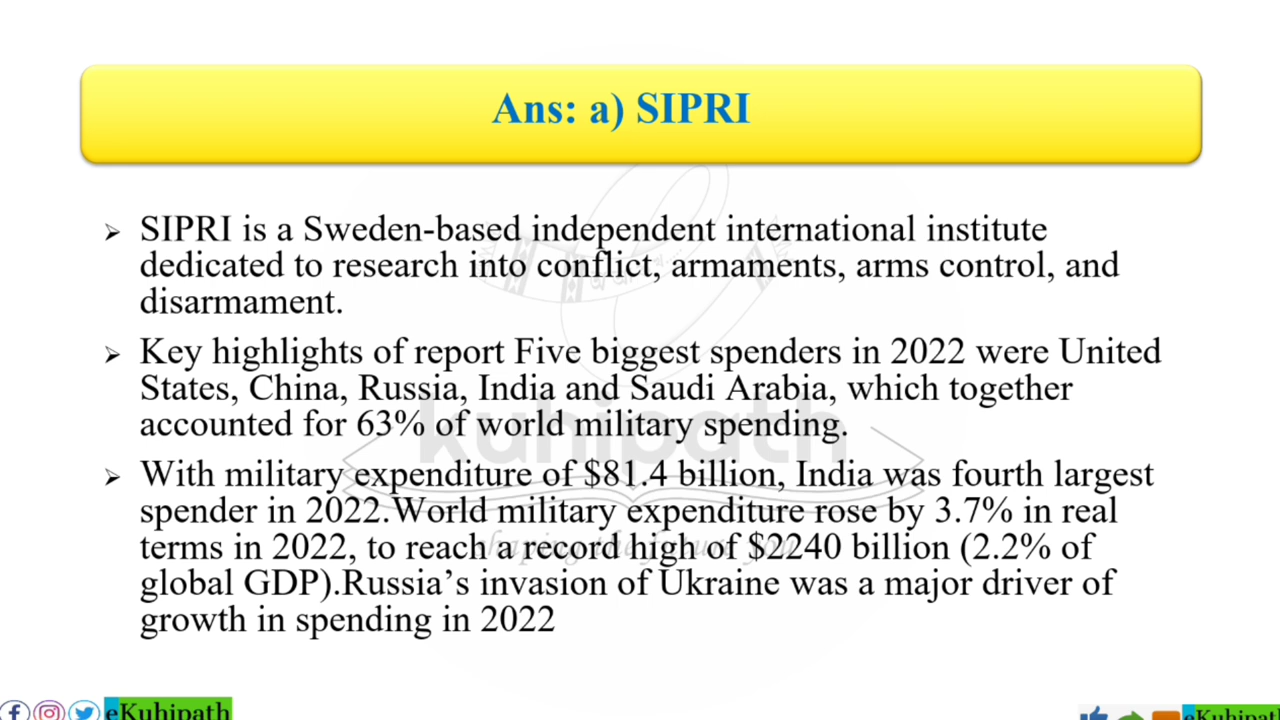 Ans: a) SIPRI
SIPRI is a Sweden-based independent international institute
dedicated to research into conflict, armaments, arms control, and
disarmament.
Key highlights of report Five biggest spenders in 2022 were United
States, China, Russia, India and Saudi Arabia, which together
accounted for 63% of world military spending.
With military expenditure of $81.4 billion, India was fourth largest
spender in 2022.World military expenditure rose by 3.7% in real
terms in 2022, to reach a record high of $2240 billion (2.2% of
global GDP).Russia’s invasion of Ukraine was a major driver of
growth in spending in 2022
kuhipath
shaping the future you
eKuhipath
eKuhipath